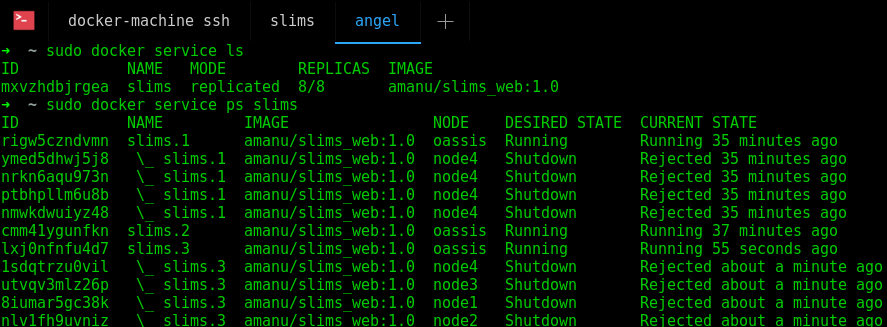 docker-machine ssh slims angel
➜ ~ sudo docker service ls
ID NAME MODE REPLICAS IMAGE
mxvzhdbjrgea slims replicated 8/8 amanu/slims_web:1.0
➜ ~ sudo docker service ps slims
ID NAME IMAGE NODE DESIRED STATE CURRENT STATE
rigw5czndvmn slims.1 amanu/slims_web:1.0 oassis Running Running 35 minutes ago
ymed5dhwj5j8 \_ slims.1 amanu/slims_web:1.0 node4 Shutdown Rejected 35 minutes ago
nrkn6aqu973n \_ slims.1 amanu/slims_web:1.0 node4 Shutdown Rejected 35 minutes ago
ptbhpllm6u8b \_ slims.1 amanu/slims_web:1.0 node4 Shutdown Rejected 35 minutes ago
nmwkdwuiyz48 \_ slims.1 amanu/slims_web:1.0 node4 Shutdown Rejected 35 minutes ago
cmm41ygunfkn slims.2 amanu/slims_web:1.0 oassis Running Running 37 minutes ago
lxj0nfnfu4d7 slims.3 amanu/slims_web:1.0 oassis Running Running 55 seconds ago
1sdqtrzu0vil \_ slims.3 amanu/slims_web:1.0 node4 Shutdown Rejected about a minute ago
utvqv3mlz26p \_ slims.3 amanu/slims_web:1.0 node3 Shutdown Rejected about a minute ago
8iumar5gc38k \_ slims.3 amanu/slims_web:1.0 node1 Shutdown Rejected about a minute ago
nlv1fh9uvniz \_ slims.3 amanu/slims_web:1.0 node2 Shutdown Rejected about a minute ago